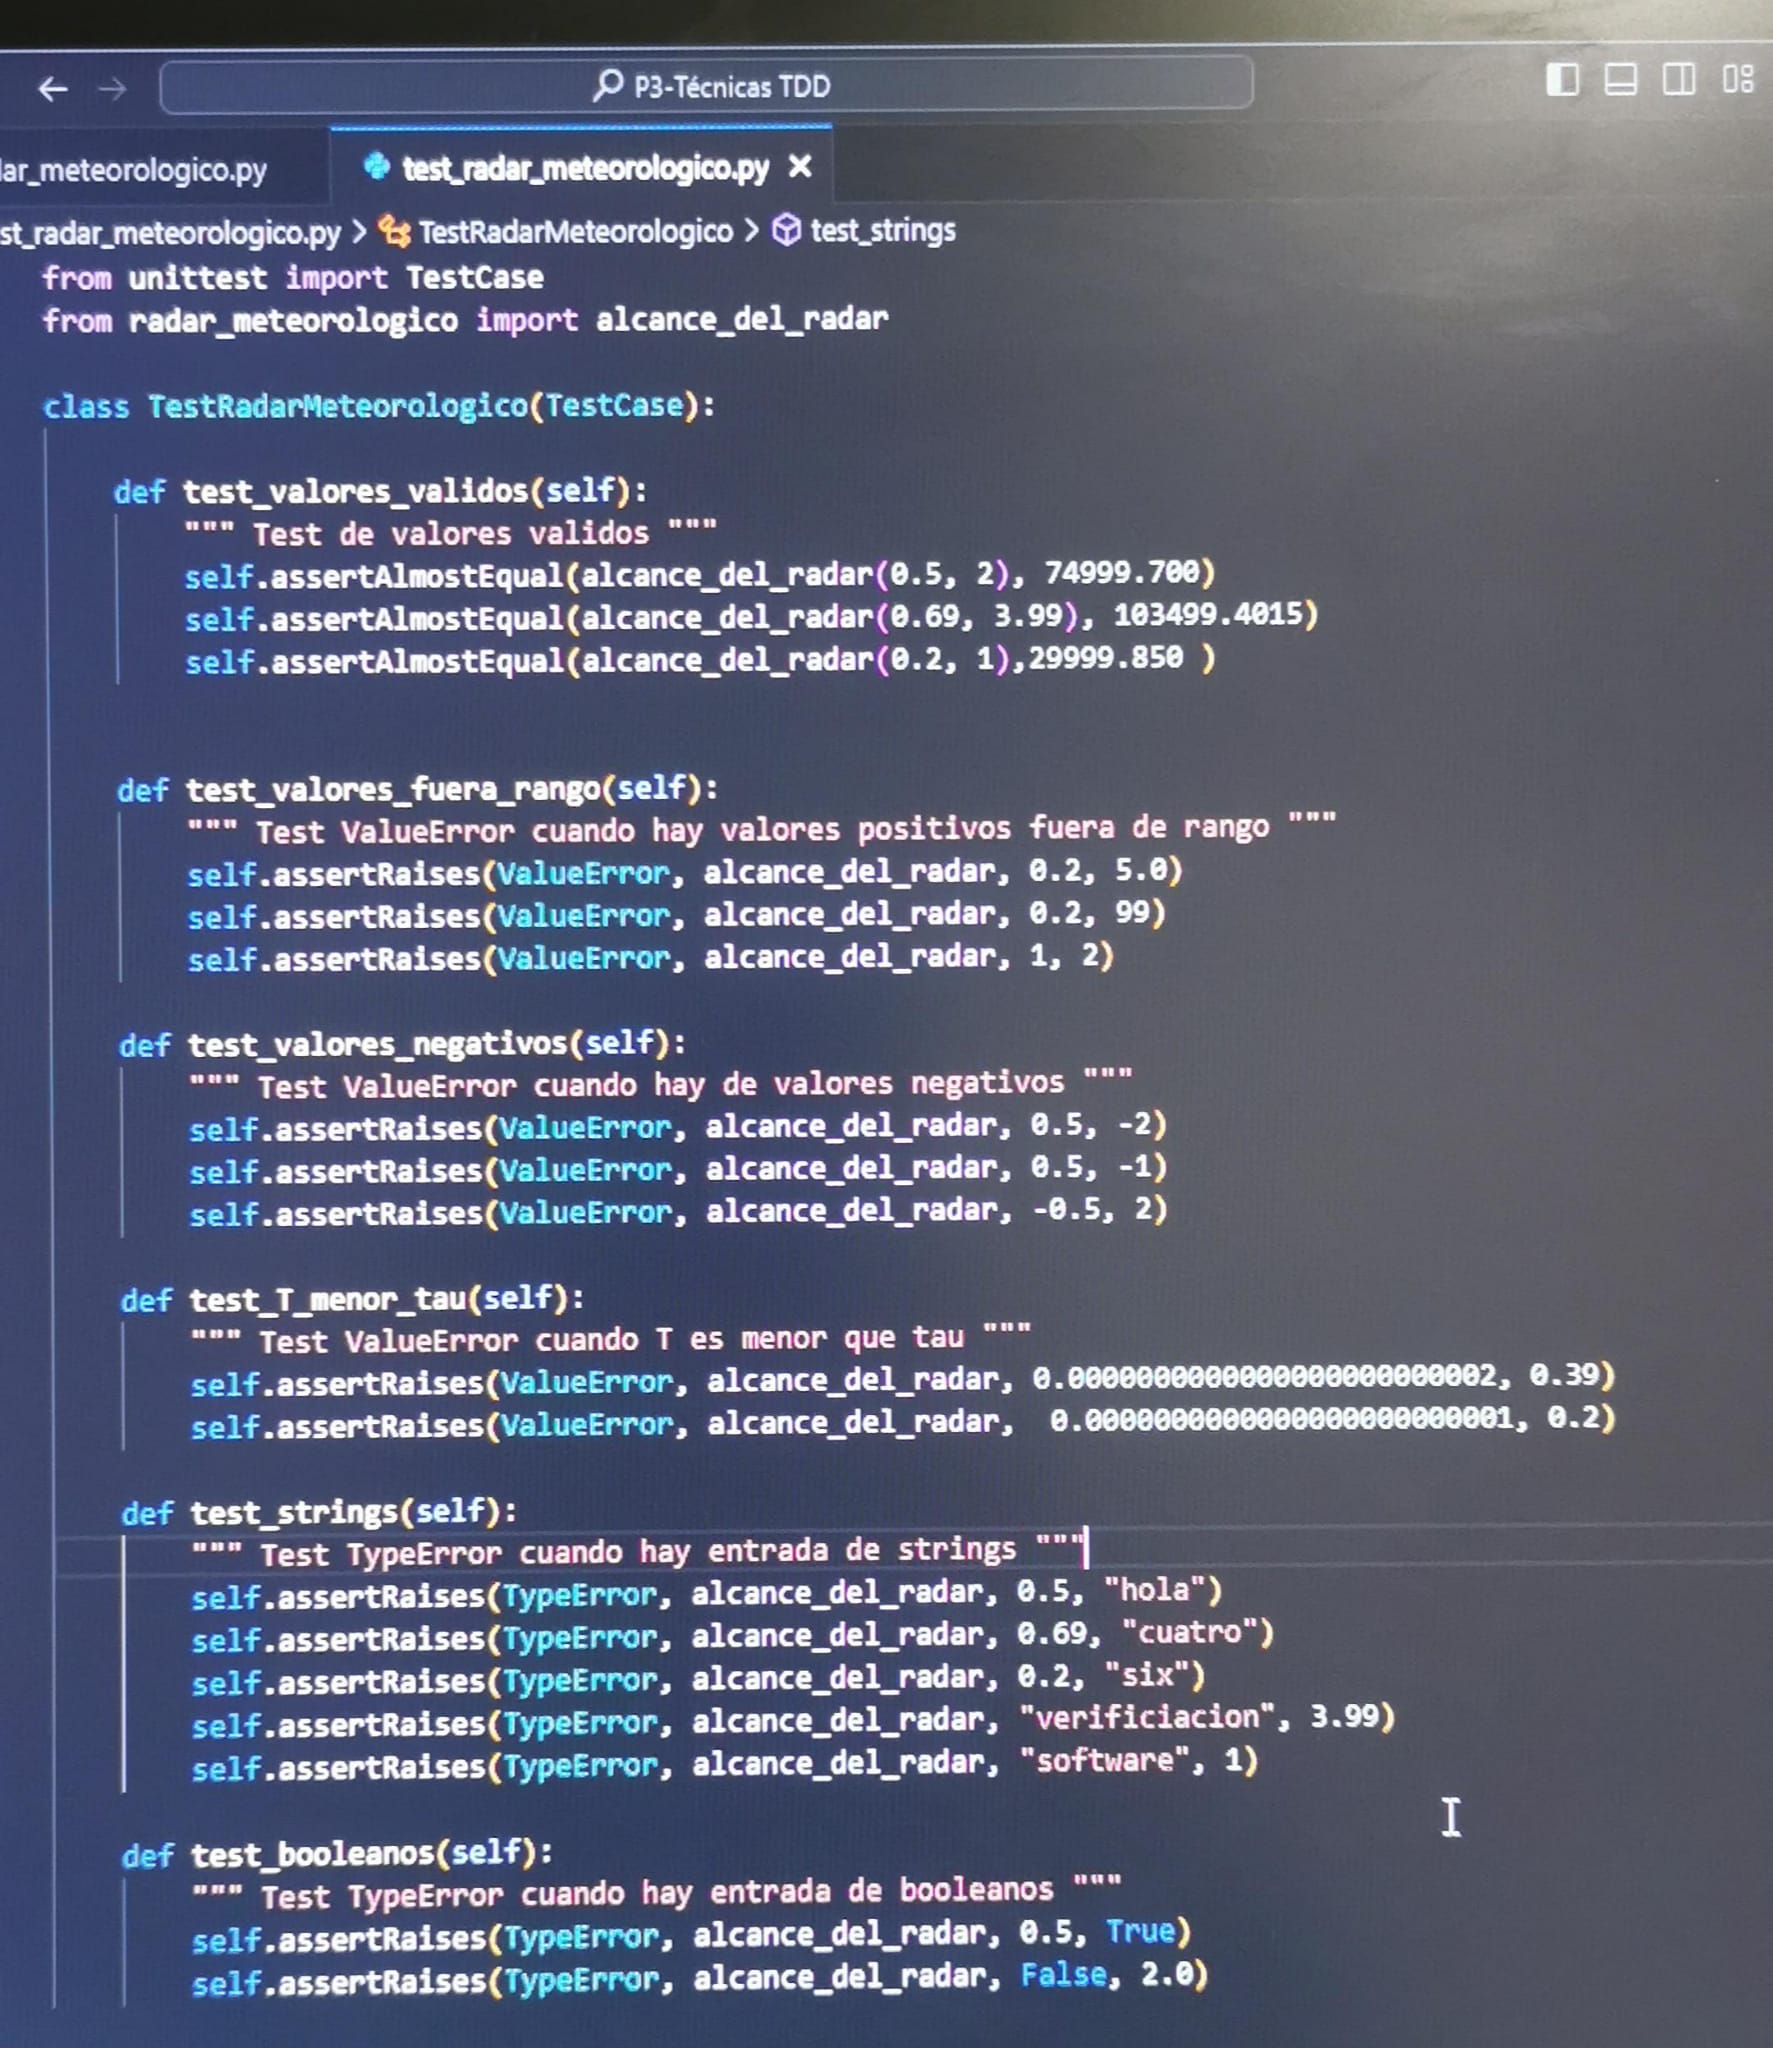 P3-Técnicas TDD
ar_meteorologico.py
test_radar_meteorologico.py
st_radar_meteorologico.py > TestRadarMeteorologico > test_strings
from unittest import TestCase
from radar_meteorologico import alcance_del_radar
class TestRadarMeteorologico(TestCase):
def test_valores_validos(self):
""" Test de valores validos """
self.assertAlmostEqual(alcance_del_radar(0.5, 2), 74999.700)
self.assertAlmostEqual(alcance_del_radar(0.69, 3.99), 103499.4015)
self.assertAlmostEqual(alcance_del_radar(0.2, 1),29999.850 )
def test_valores_fuera_rango(self):
""" Test ValueError cuando hay valores positivos fuera de rango """
self.assertRaises(ValueError, alcance_del_radar, 0.2, 5.0)
self.assertRaises(ValueError, alcance_del_radar, 0.2, 99)
self.assertRaises(ValueError, alcance_del_radar, 1, 2)
def test_valores_negativos(self):
""" Test ValueError cuando hay de valores negativos """
self.assertRaises(ValueError, alcance_del_radar, 0.5, -2)
self.assertRaises(ValueError, alcance_del_radar, 0.5, -1)
self.assertRaises(ValueError, alcance_del_radar, -0.5, 2)
def test_T_menor_tau(self):
""" Test ValueError cuando T es menor que tau """
self.assertRaises(ValueError, alcance_del_radar, 0.0000000000000000000000002, 0.39)
self.assertRaises(ValueError, alcance_del_radar, 0.0000000000000000000000001, 0.2)
def test_strings(self):
""" Test TypeError cuando hay entrada de strings """
self.assertRaises(TypeError, alcance_del_radar, 0.5, "hola")
self.assertRaises(TypeError, alcance_del_radar, 0.69, "cuatro")
self.assertRaises(TypeError, alcance_del_radar, 0.2, "six")
self.assertRaises(TypeError, alcance_del_radar, "verificiacion", 3.99)
self.assertRaises(TypeError, alcance_del_radar, "software", 1)
def test_booleanos(self):
""" Test TypeError cuando hay entrada de booleanos """
self.assertRaises(TypeError, alcance_del_radar, 0.5, True)
self.assertRaises(TypeError, alcance_del_radar, False, 2.0)